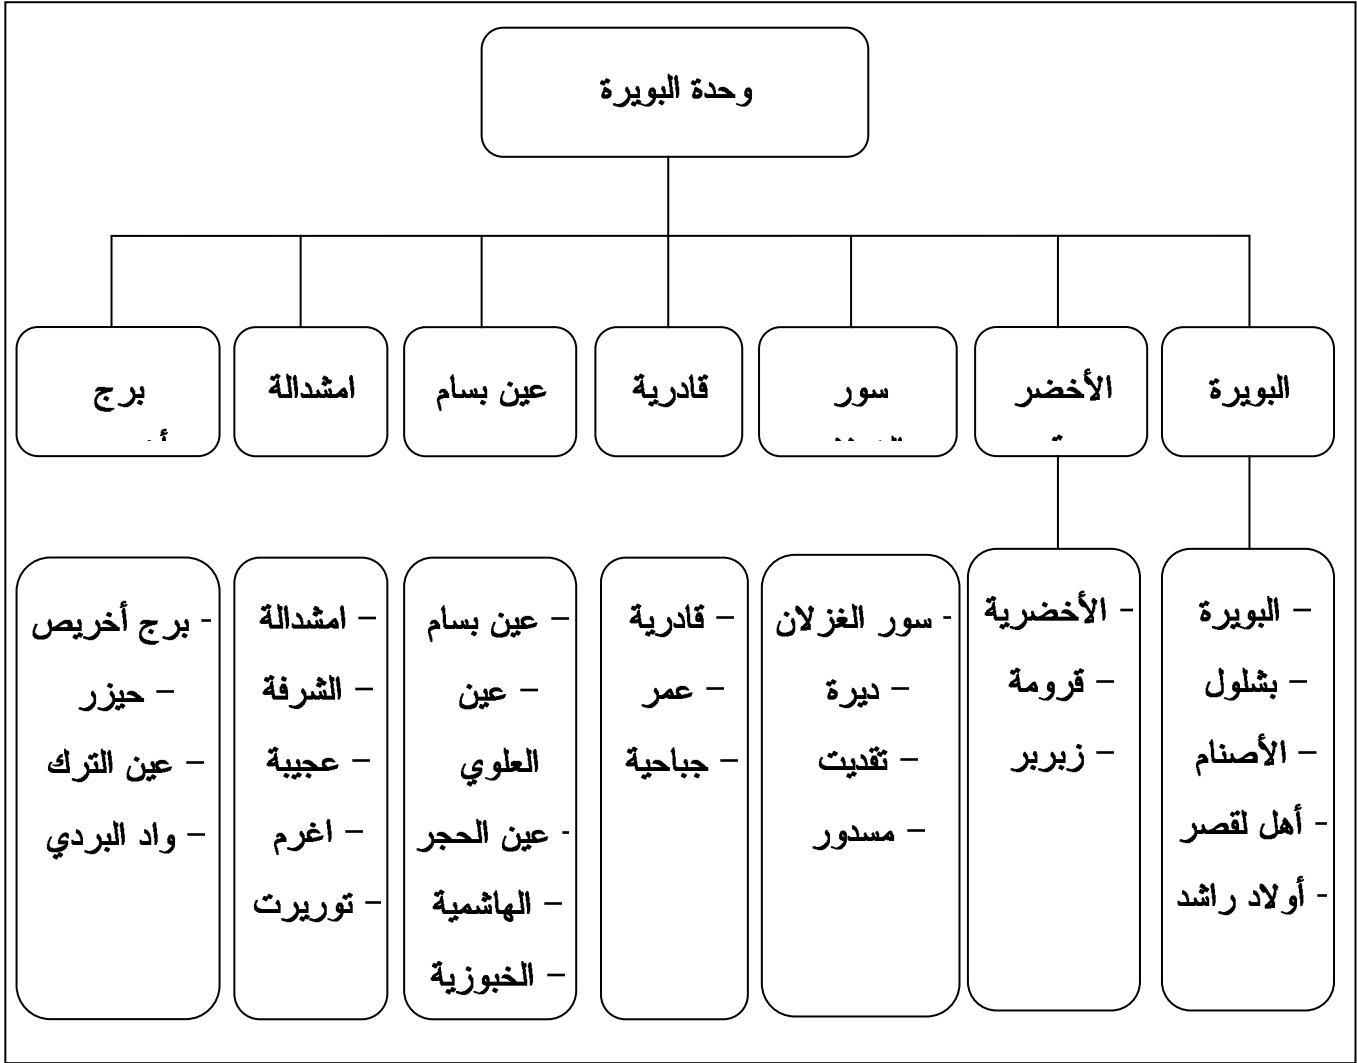 وحدة البويرة
البويرة
الأخضر
ة
سور
قادرية
عين بسام
امشدالة
برج
– البويرة
– بشلول
– الأصنام
- أهل لقصر
- أولاد راشد
- الأخضرية
– قرومة
– زبربر
- سور الغزلان
– ديرة
– تقديت
– مسدور
– قادرية
– عمر
– جباحية
– عين بسام
– عين
العلوي
- عين الحجر
– الهاشمية
– الخبوزية
– امشدالة
– الشرفة
– عجيبة
– اغرم
– توريرت
- برج أخريص
– حيزر
– عين الترك
– واد البردي